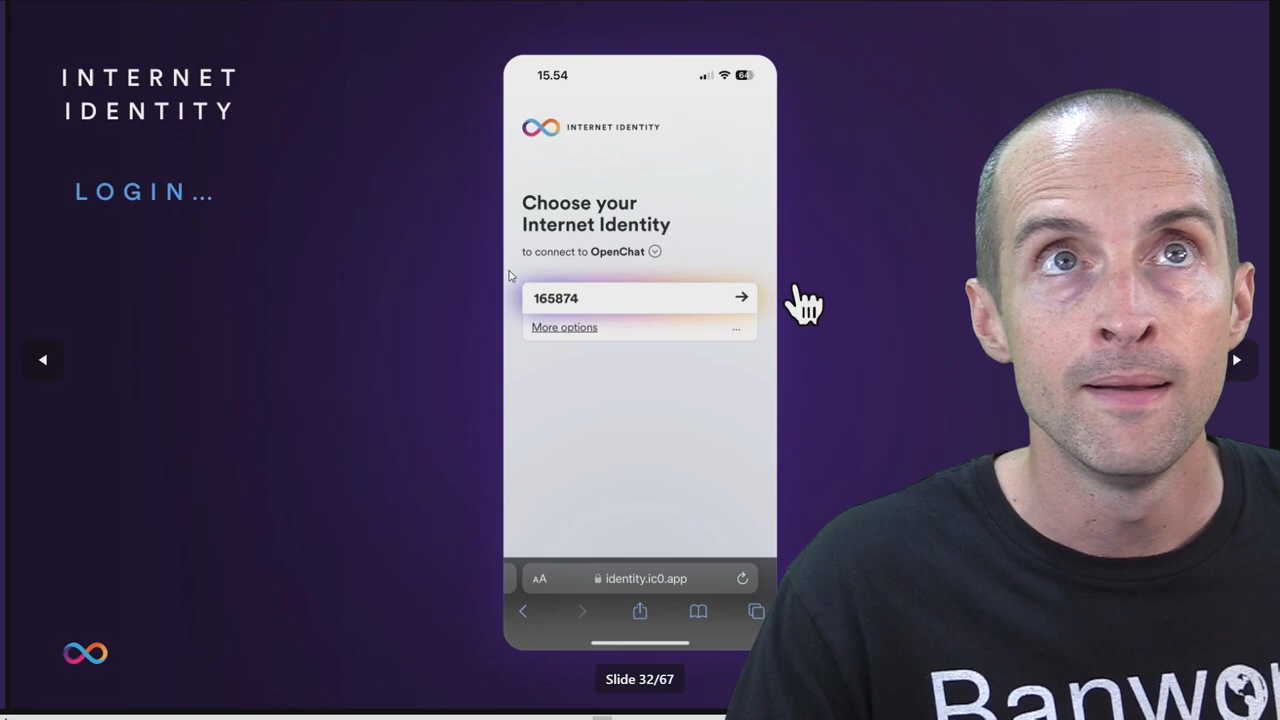 INTERNET
IDENTITY
LOGIN...
15.54
64
INTERNET IDENTITY
Choose your
Internet Identity
to connect to OpenChat
165874
More options
...
AA
identity.ic0.app
Slide 32/67